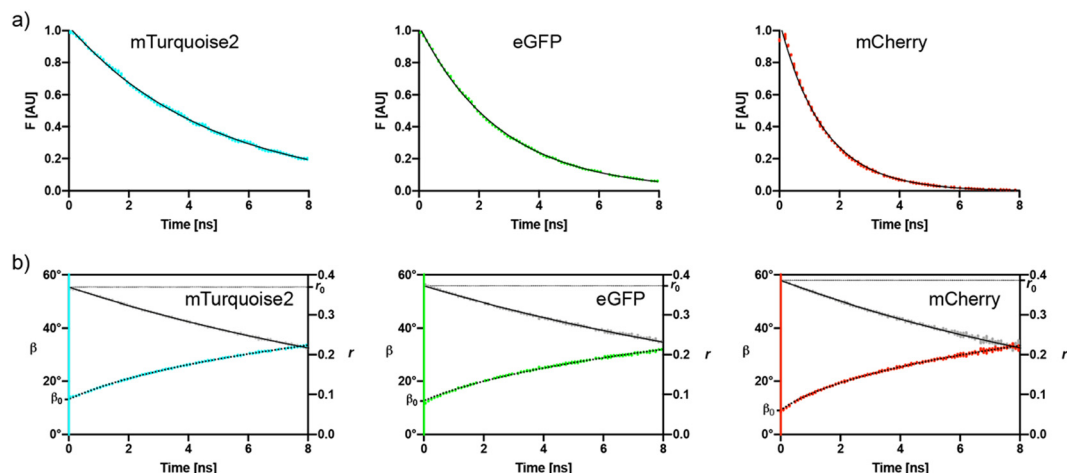 a)
mTurquoise2
eGFP
mCherry
F [AU]
1.0
0.8
0.6
0.4
0.2
0.0
0 2 4 6 8
Time [ns]
F [AU]
1.0
0.8
0.6
0.4
0.2
0.0
0 2 4 6 8
Time [ns]
F [AU]
1.0
0.8
0.6
0.4
0.2
0.0
0 2 4 6 8
Time [ns]
b)
mTurquoise2
β
60°
40°
20°
β0
0°
0.4
r0
0.3
0.2
r
0.1
0.0
0 2 4 6 8
Time [ns]
eGFP
β
60°
40°
20°
β0
0°
0.4
r0
0.3
0.2
r
0.1
0.0
0 2 4 6 8
Time [ns]
mCherry
β
60°
40°
20°
β0
0°
0.4
r0
0.3
0.2
r
0.1
0.0
0 2 4 6 8
Time [ns]